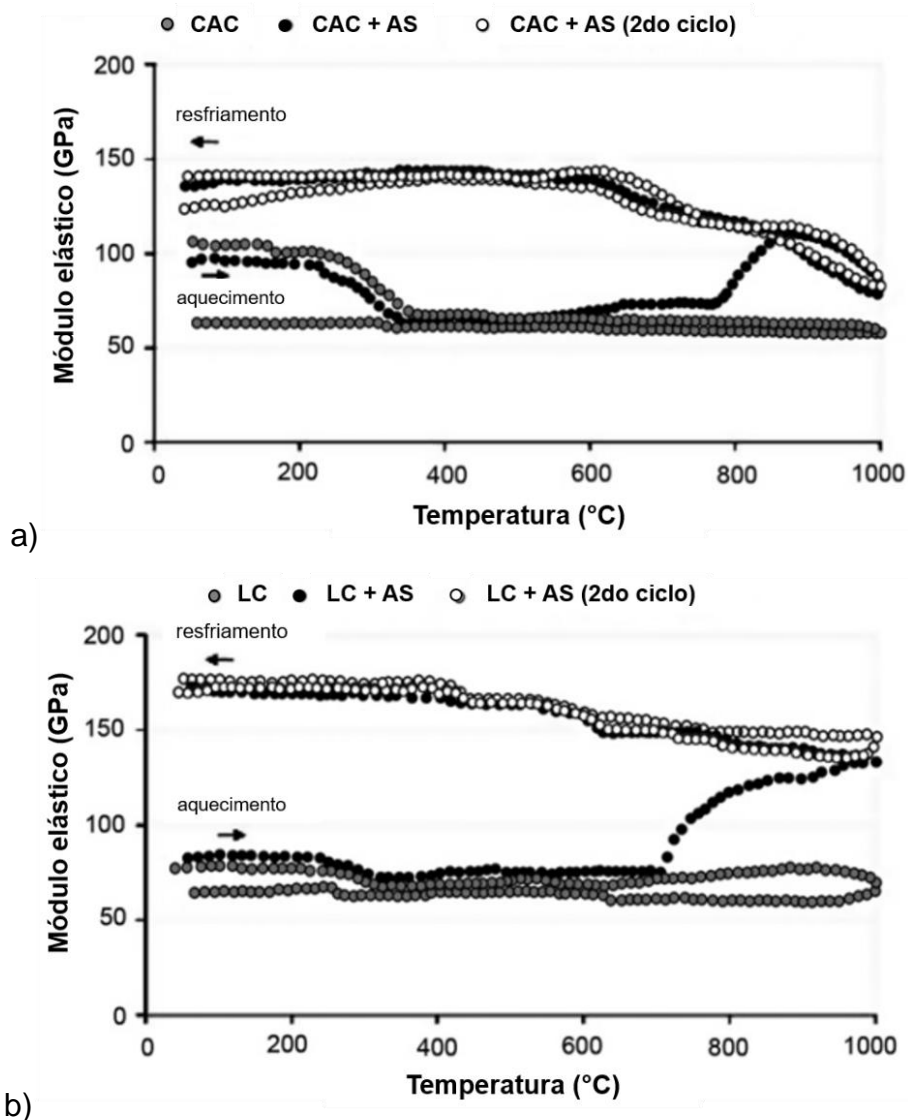 CAC CAC + AS CAC + AS (2do ciclo)
200
resfriamento
150
100
aquecimento
50
0
Módulo elástico (GPa)
0 200 400 600 800 1000
Temperatura (°C)
a)
LC LC + AS LC + AS (2do ciclo)
200
resfriamento
150
aquecimento
100
50
0
Módulo elástico (GPa)
0 200 400 600 800 1000
Temperatura (°C)
b)